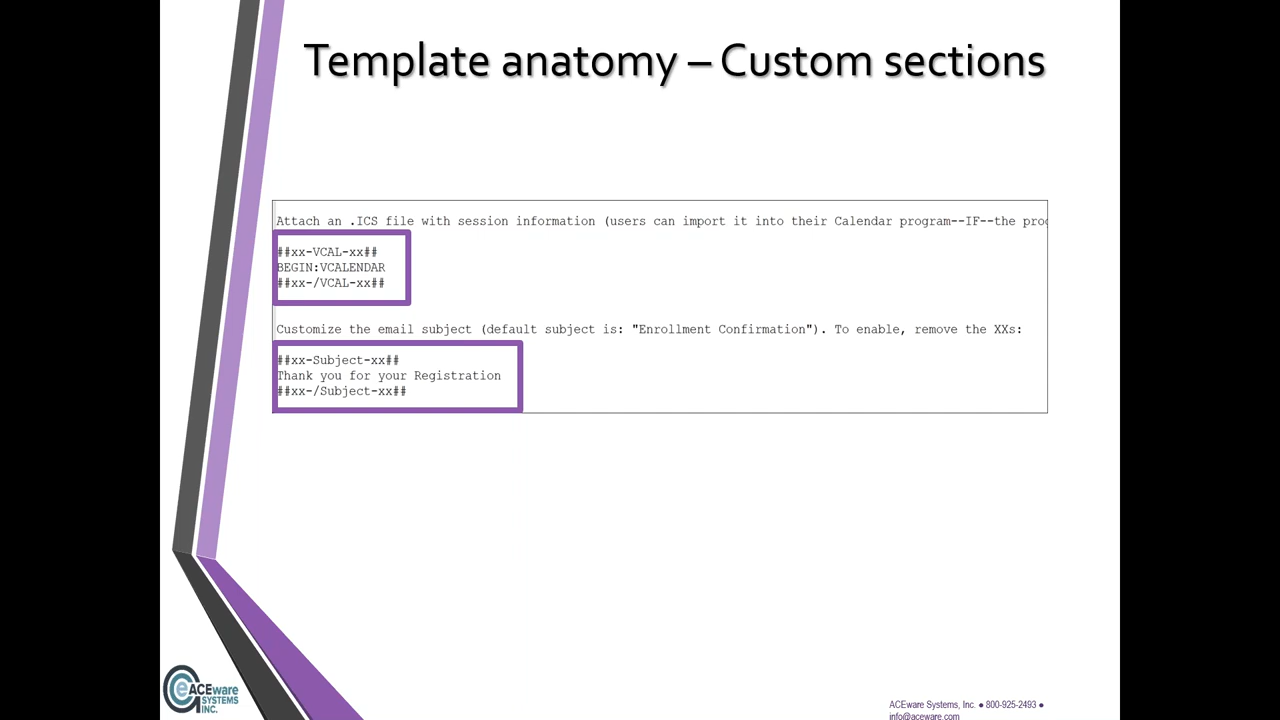 Template anatomy – Custom sections
Attach an .ICS file with session information (users can import it into their Calendar program--IF--the
##xx-VCAL-xx##
BEGIN:VCALENDAR
##xx-/VCAL-xx##
Customize the email subject (default subject is: "Enrollment Confirmation"). To enable, remove the XXs:
##xx-Subject-xx##
Thank you for your Registration
##xx-/Subject-xx##
eACEware
SYSTEMS
INC.
ACEware Systems, Inc. ● 800-925-2493 ●
info@aceware.com